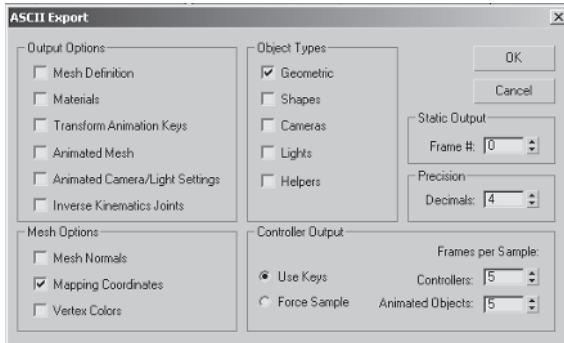 ASCII Export
Output Options
Mesh Definition
Materials
Transform Animation Keys
Animated Mesh
Animated Camera/Light Settings
Inverse Kinematics Joints
Mesh Options
Mesh Normals
Mapping Coordinates
Vertex Colors
Object Types
Geometric
Shapes
Cameras
Lights
Helpers
OK
Cancel
Static Output
Frame #: 0
Precision
Decimals: 4
Controller Output
Use Keys
Force Sample
Frames per Sample:
Controllers: 5
Animated Objects: 5